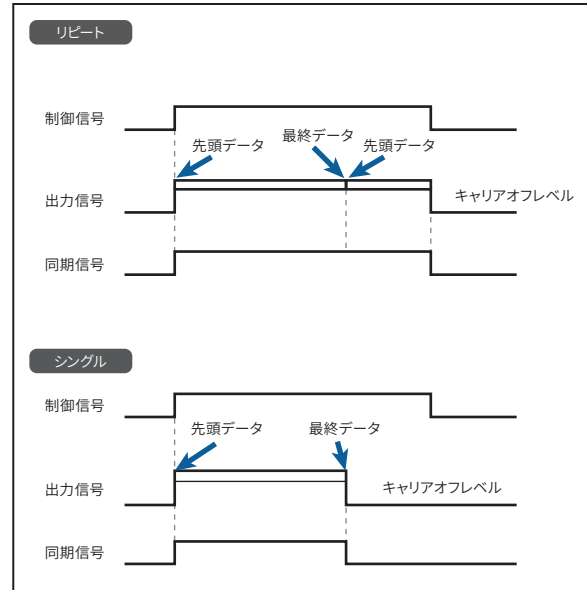 リピート
制御信号
先頭データ 最終データ 先頭データ
出力信号 キャリアオフレベル
同期信号
シングル
制御信号
先頭データ 最終データ
出力信号 キャリアオフレベル
同期信号